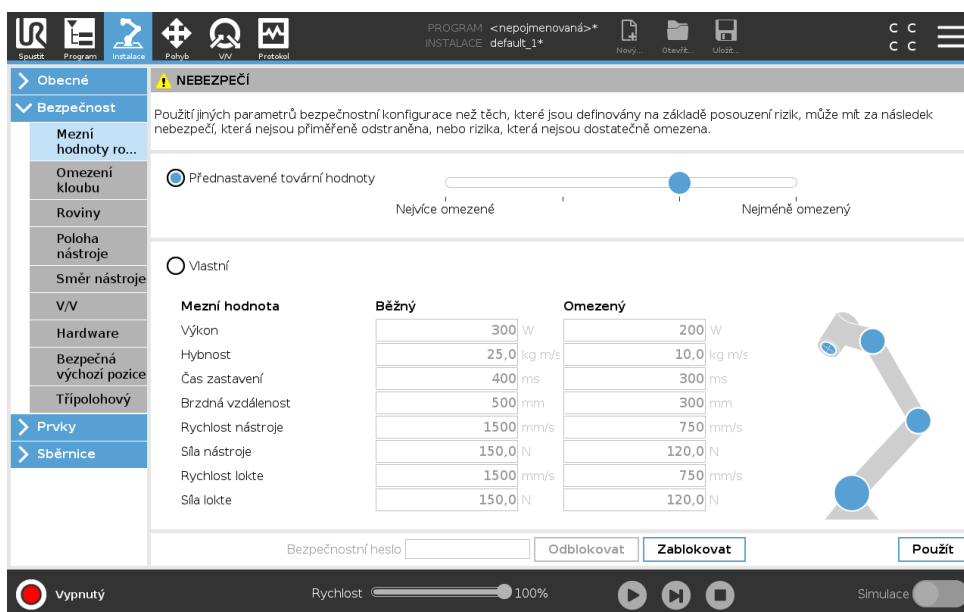 UR
Spustit
Program
Instalace
Pohyb
V/V
Protokol
PROGRAM <nepojmenovaná>*
INSTALACE default_1*
Nový...
Otevřít...
Uložit...
C C
C C
Obecné
Bezpečnost
Mezní
hodnoty ro...
Omezení
kloubu
Roviny
Poloha
nástroje
Směr nástroje
V/V
Hardware
Bezpečná
výchozí pozice
Třípolohový
Prvky
Sběrnice
NEBEZPEČÍ
Použití jiných parametrů bezpečnostní konfigurace než těch, které jsou definovány na základě posouzení rizik, může mít za následek
nebezpečí, která nejsou přiměřeně odstraněna, nebo rizika, která nejsou dostatečně omezena.
Přednastavené tovární hodnoty
Nejvíce omezené Nejméně omezený
Vlastní
Mezní hodnota Běžný Omezený
Výkon 300 W 200 W
Hybnost 25,0 kg m/s 10,0 kg m/s
Čas zastavení 400 ms 300 ms
Brzdná vzdálenost 500 mm 300 mm
Rychlost nástroje 1500 mm/s 750 mm/s
Síla nástroje 150,0 N 120,0 N
Rychlost lokte 1500 mm/s 750 mm/s
Síla lokte 150,0 N 120,0 N
Bezpečnostní heslo Odblokovat Zablokovat Použít
Vypnutý Rychlost 100% Simulace